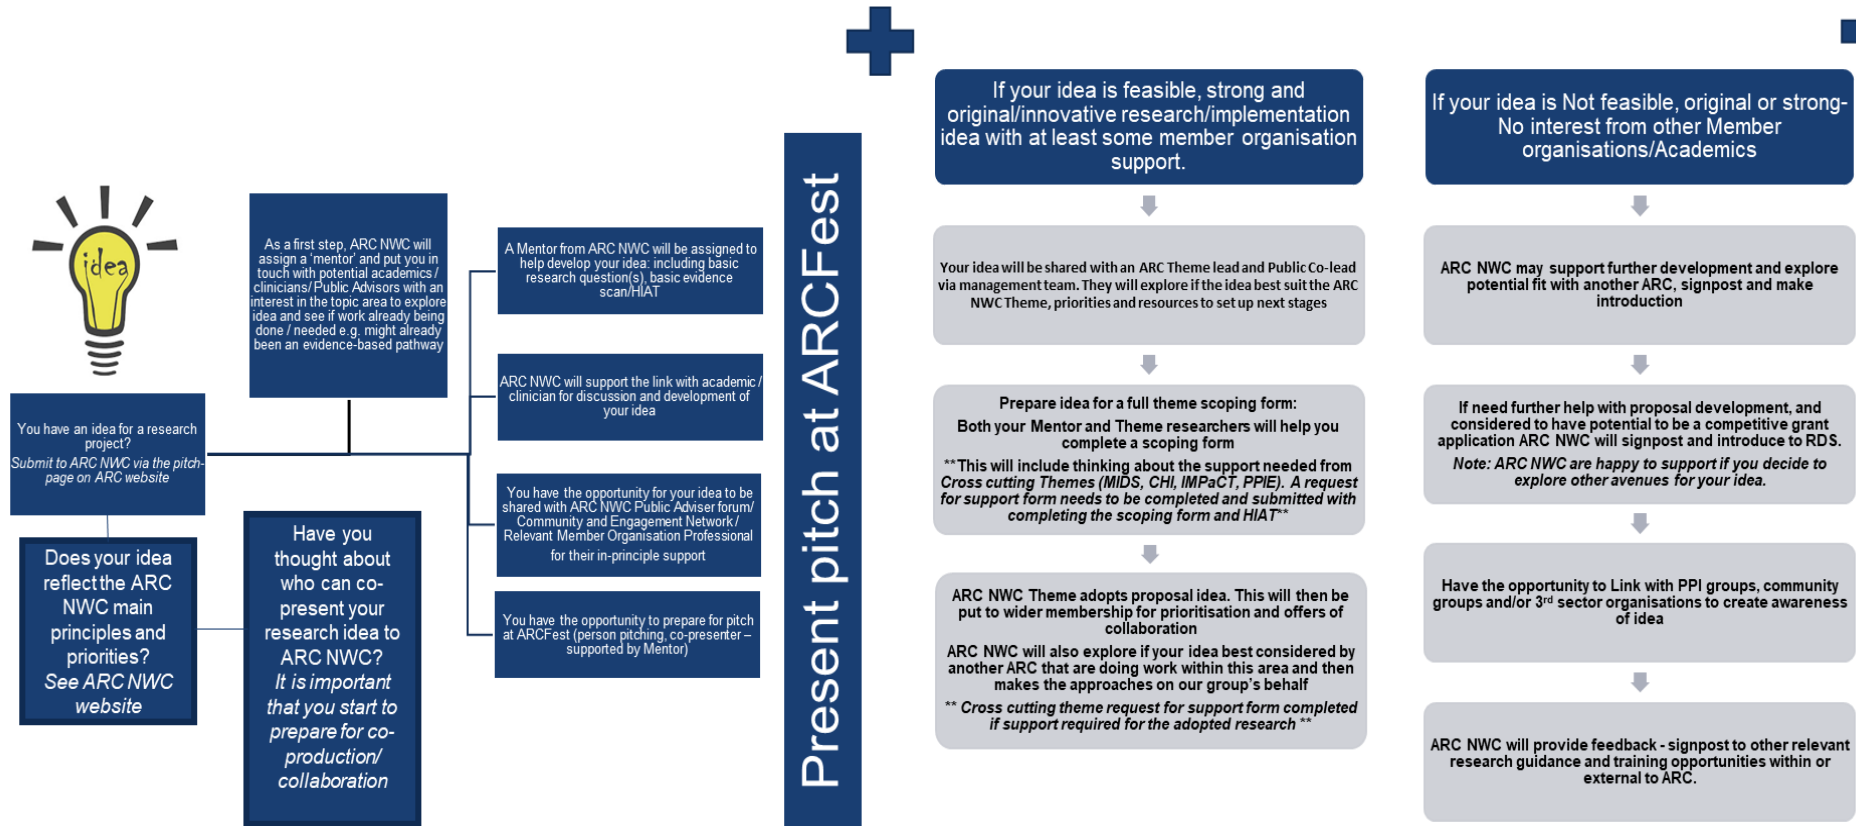 idea
You have an idea for a research
project?
Submit to ARC NWC via the pitch-
page on ARC website
Does your idea
reflect the ARC
NWC main
principles and
priorities?
See ARC NWC
website
As a first step, ARC NWC will
assign a ‘mentor’ and put you in
touch with potential academics /
clinicians/ Public Advisors with an
interest in the topic area to explore
idea and see if work already being
done / needed e.g. might already
been an evidence-based pathway
Have you
thought about
who can co-
present your
research idea to
ARC NWC?
It is important
that you start to
prepare for co-
production/
collaboration
A Mentor from ARC NWC will be assigned to
help develop your idea: including basic
research question(s), basic evidence
scan/HIAT
ARC NWC will support the link with academic /
clinician for discussion and development of
your idea
You have the opportunity for your idea to be
shared with ARC NWC Public Adviser forum/
Community and Engagement Network /
Relevant Member Organisation Professional
for their in-principle support
You have the opportunity to prepare for pitch
at ARCFest (person pitching, co-presenter –
supported by Mentor)
Present pitch at ARCFest
If your idea is feasible, strong and
original/innovative research/implementation
idea with at least some member organisation
support.
Your idea will be shared with an ARC Theme lead and Public Co-lead
via management team. They will explore if the idea best suit the ARC
NWC Theme, priorities and resources to set up next stages
Prepare idea for a full theme scoping form:
Both your Mentor and Theme researchers will help you
complete a scoping form
**This will include thinking about the support needed from
Cross cutting Themes (MIDS, CHI, IMPaCT, PPIE). A request
for support form needs to be completed and submitted with
completing the scoping form and HIAT**
ARC NWC Theme adopts proposal idea. This will then be
put to wider membership for prioritisation and offers of
collaboration
ARC NWC will also explore if your idea best considered by
another ARC that are doing work within this area and then
makes the approaches on our group’s behalf
** Cross cutting theme request for support form completed
if support required for the adopted research **
If your idea is Not feasible, original or strong-
No interest from other Member
organisations/Academics
ARC NWC may support further development and explore
potential fit with another ARC, signpost and make
introduction
If need further help with proposal development, and
considered to have potential to be a competitive grant
application ARC NWC will signpost and introduce to RDS.
Note: ARC NWC are happy to support if you decide to
explore other avenues for your idea.
Have the opportunity to Link with PPI groups, community
groups and/or 3rd sector organisations to create awareness
of idea
ARC NWC will provide feedback - signpost to other relevant
research guidance and training opportunities within or
external to ARC.